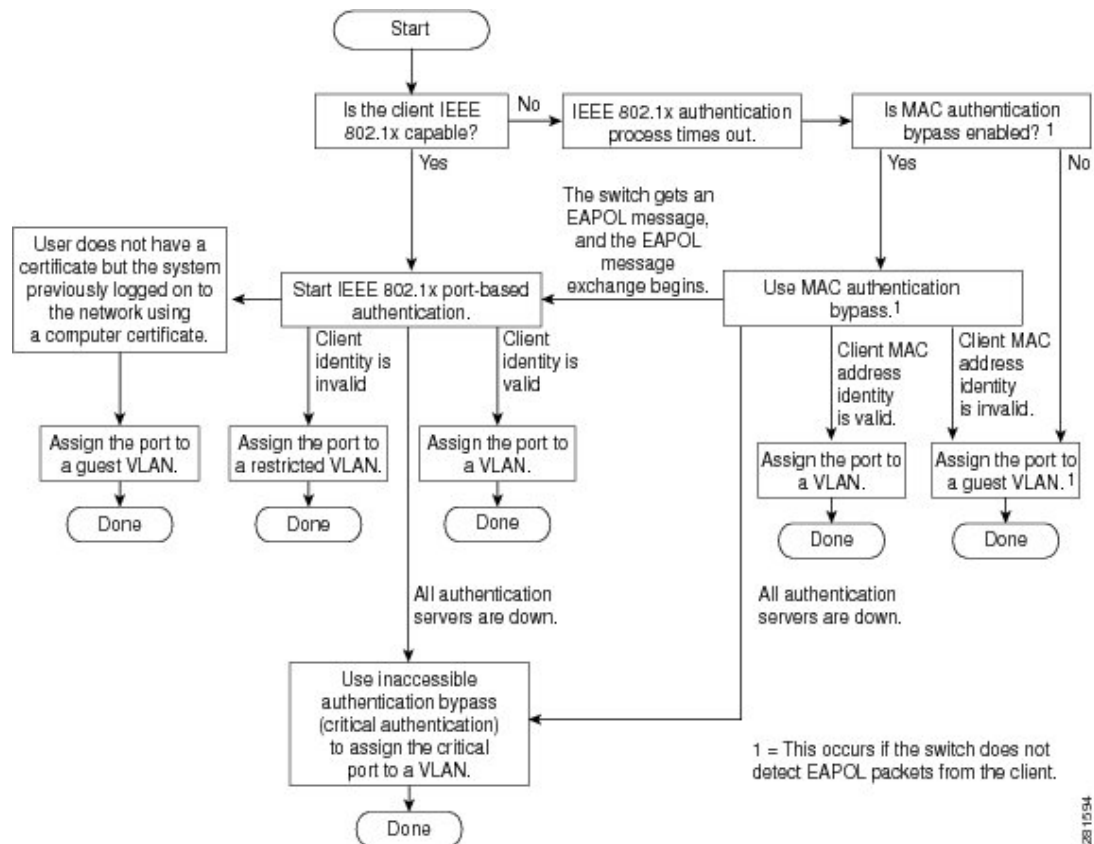 Start
Is the client IEEE
802.1x capable?
No
IEEE 802.1x authentication
process times out.
Is MAC authentication
bypass enabled? 1
Yes
Yes
No
The switch gets an
EAPOL message,
and the EAPOL
message
exchange begins.
User does not have a
certificate but the system
previously logged on to
the network using
a computer certificate.
Start IEEE 802.1x port-based
authentication.
Use MAC authentication
bypass.1
Client
identity is
invalid
Client
identity is
valid
Client MAC
address
identity
is valid.
Client MAC
address
identity
is invalid.
Assign the port to
a guest VLAN.
Assign the port to
a restricted VLAN.
Assign the port to
a VLAN.
Assign the port to
a VLAN.
Assign the port to
a guest VLAN.1
Done
Done
Done
Done
Done
All authentication
servers are down.
All authentication
servers are down.
Use inaccessible
authentication bypass
(critical authentication)
to assign the critical
port to a VLAN.
1 = This occurs if the switch does not
detect EAPOL packets from the client.
Done
281594